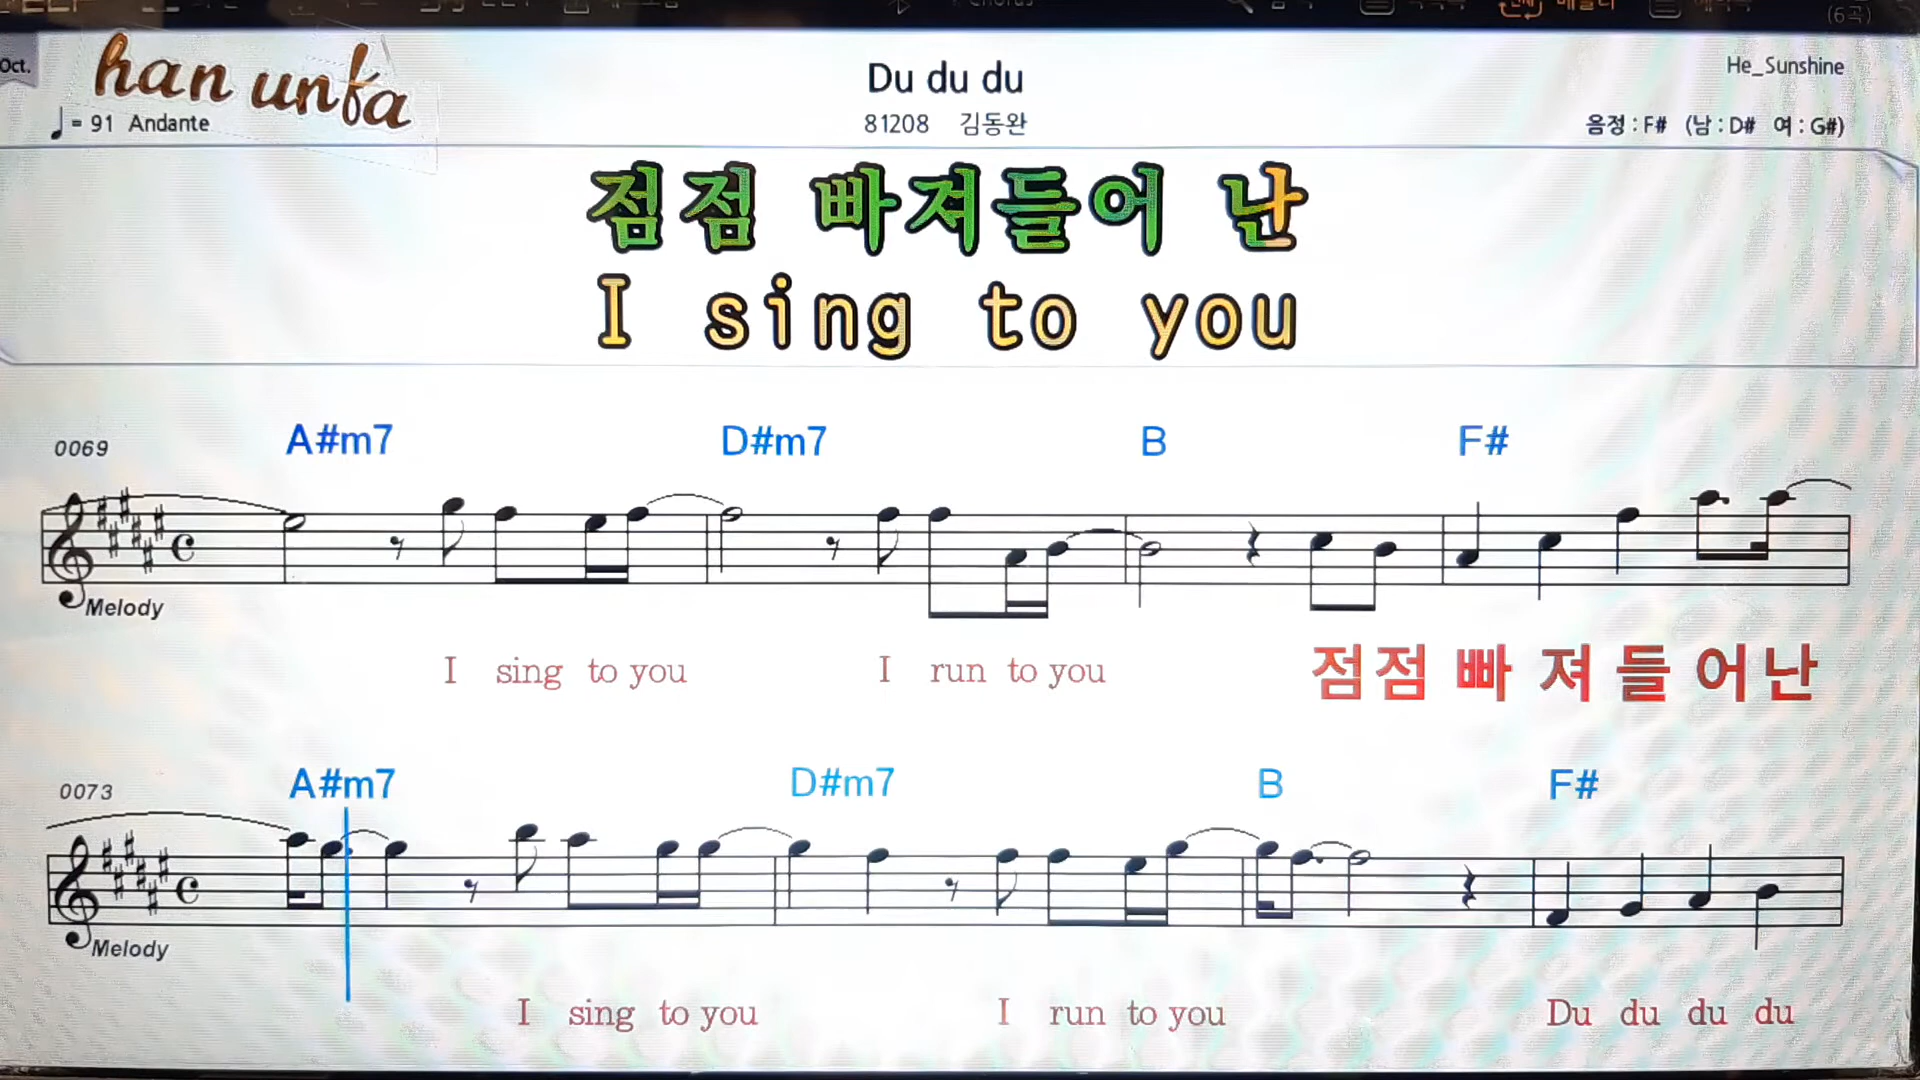 (6곡)
Oct.
han unfa
Du du du
He_Sunshine
= 91 Andante
81208 김동완
음정 : F# (남 : D# 여 : G#)
점점 빠져들어 난
I sing to you
0069
A#m7 D#m7 B F#
Melody
I sing to you I run to you 점점 빠 져 들 어 난
0073
A#m7 D#m7 B F#
Melody
I sing to you I run to you Du du du du